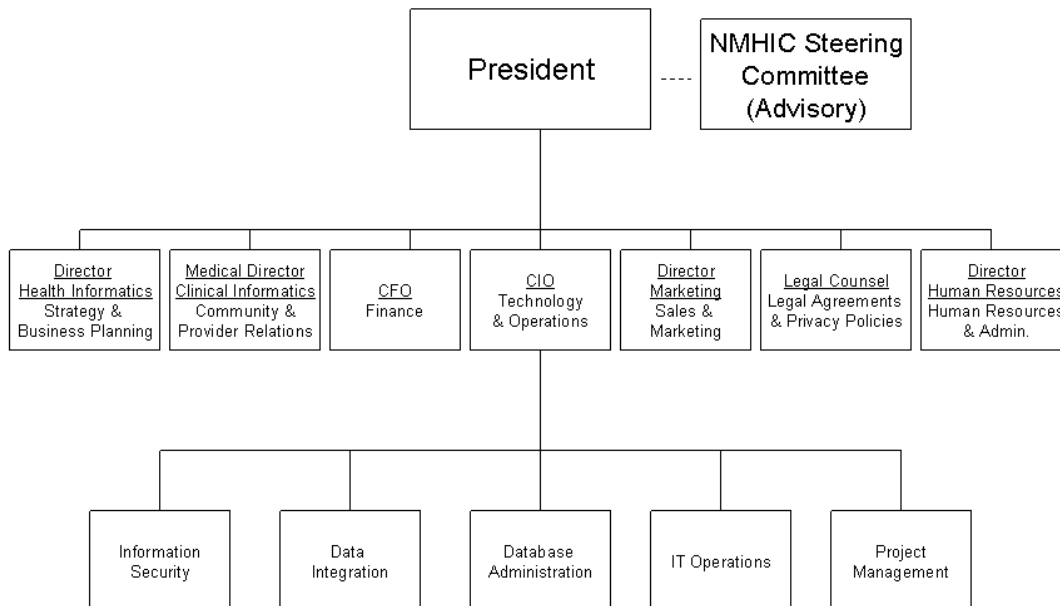 President
NMHIC Steering
Committee
(Advisory)
Director
Health Informatics
Strategy &
Business Planning
Medical Director
Clinical Informatics
Community &
Provider Relations
CFO
Finance
CIO
Technology
& Operations
Director
Marketing
Sales &
Marketing
Legal Counsel
Legal Agreements
& Privacy Policies
Director
Human Resources
Human Resources
& Admin.
Information
Security
Data
Integration
Database
Administration
IT Operations
Project
Management